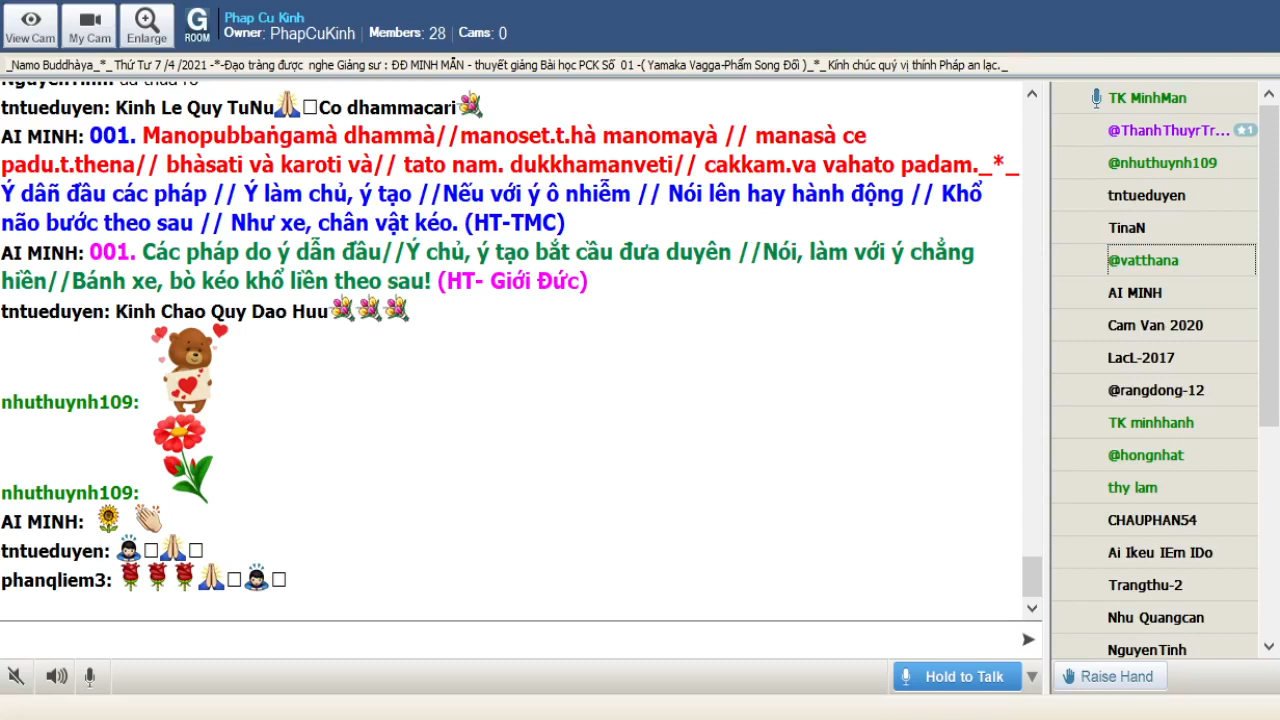 View Cam
My Cam
Enlarge
G
ROOM
Phap Cu Kinh
Owner: PhapCuKinh | Members: 28 | Cams: 0
_Namo Buddhàya_*_ Thứ Tư 7 /4 /2021 -*-Đạo tràng được nghe Giảng sư : ĐĐ MINH MẪN - thuyết giảng Bài học PCK Số 01 -( Yamaka Vagga-Phẩm Song Đối )_*_ Kính chúc quý vị thính Pháp an lạc._
tntueduyen: Kinh Le Quy TuNu🙏□Co dhammacari💐
AI MINH: 001. Manopubbaṅgamà dhammà//manoset.t.hà manomayà // manasà ce
padu.t.thena// bhàsati và karoti và// tato nam. dukkhamanveti// cakkam.va vahato padam._*_
Ý dẫñ đầu các pháp // Ý làm chủ, ý tạo //Nếu với ý ô nhiễm // Nói lên hay hành động // Khổ
não bước theo sau // Như xe, chân vật kéo. (HT-TMC)
AI MINH: 001. Các pháp do ý dẫn đầu//Ý chủ, ý tạo bắt cầu đưa duyên //Nói, làm với ý chẳng
hiền//Bánh xe, bò kéo khổ liền theo sau! (HT- Giới Đức)
tntueduyen: Kinh Chao Quy Dao Huu💐💐💐
nhuthuynh109:
nhuthuynh109:
AI MINH: 🌻 👏
tntueduyen: 🙇□🙏□
phanqliem3: 🌹🌹🌹🙏□🙇□
Hold to Talk
TK MinhMan
@ThanhThuyrTr... ★1
@nhuthuynh109
tntueduyen
TinaN
@vatthana
AI MINH
Cam Van 2020
LacL-2017
@rangdong-12
TK minhhanh
@hongnhat
thy lam
CHAUPHAN54
Ai Ikeu IEm IDo
Trangthu-2
Nhu Quangcan
NguyenTinh
Raise Hand